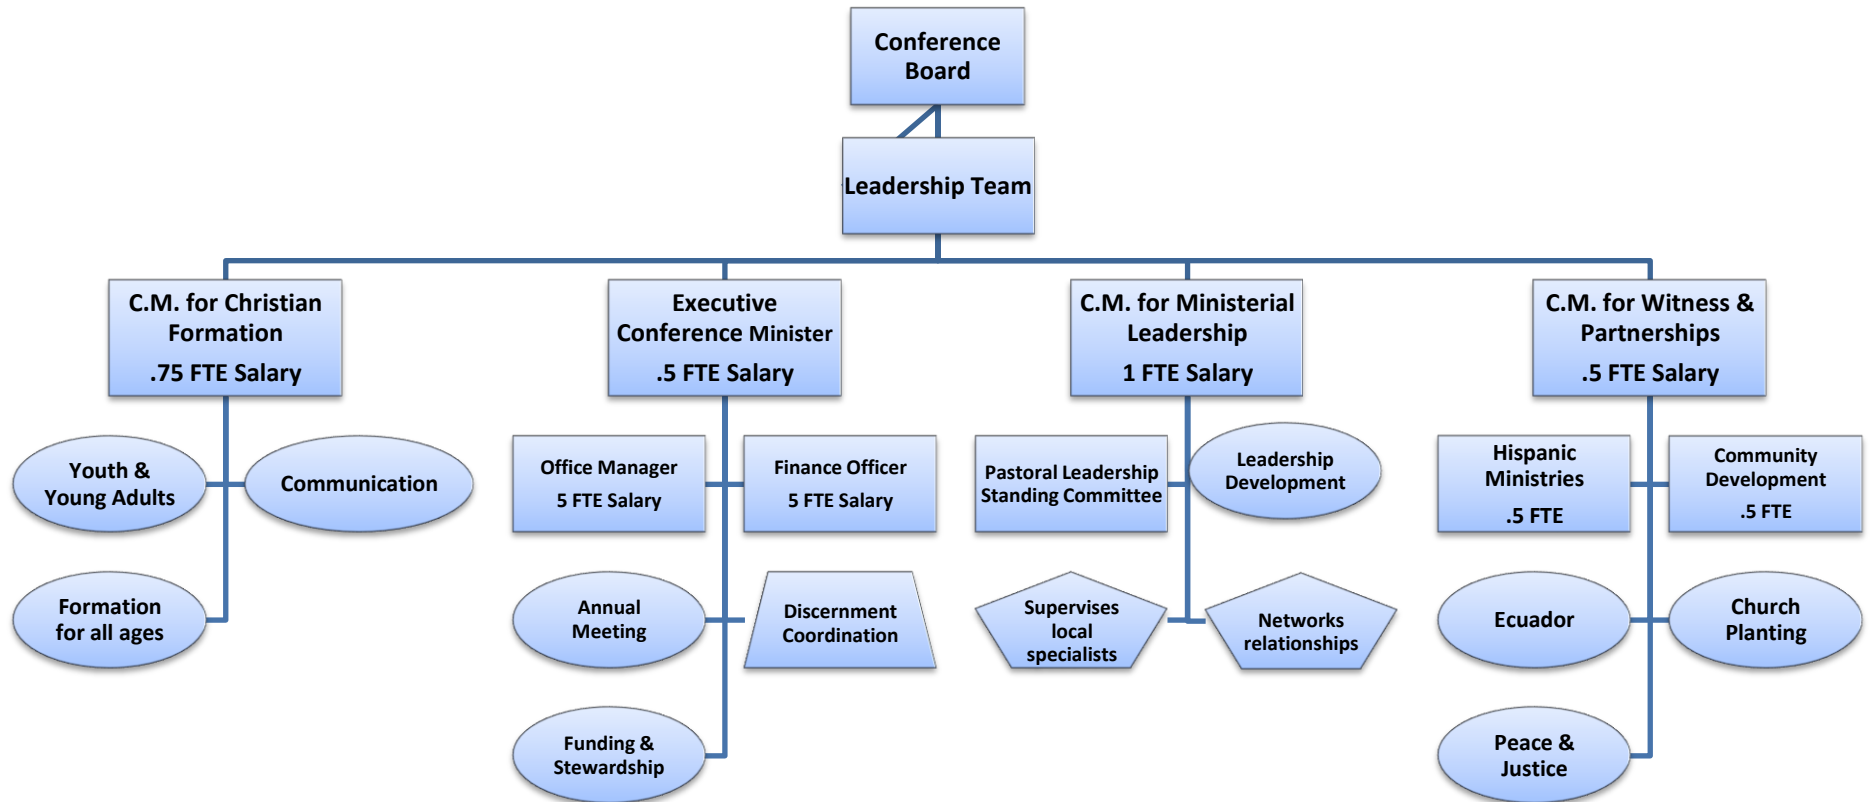 Conference
Board
Leadership Team
C.M. for Christian
Formation
.75 FTE Salary
Executive
Conference Minister
.5 FTE Salary
C.M. for Ministerial
Leadership
1 FTE Salary
C.M. for Witness &
Partnerships
.5 FTE Salary
Youth &
Young Adults
Communication
Formation
for all ages
Office Manager
5 FTE Salary
Finance Officer
5 FTE Salary
Annual
Meeting
Discernment
Coordination
Funding &
Stewardship
Pastoral Leadership
Standing Committee
Leadership
Development
Supervises
local
specialists
Networks
relationships
Hispanic
Ministries
.5 FTE
Community
Development
.5 FTE
Ecuador
Church
Planting
Peace &
Justice